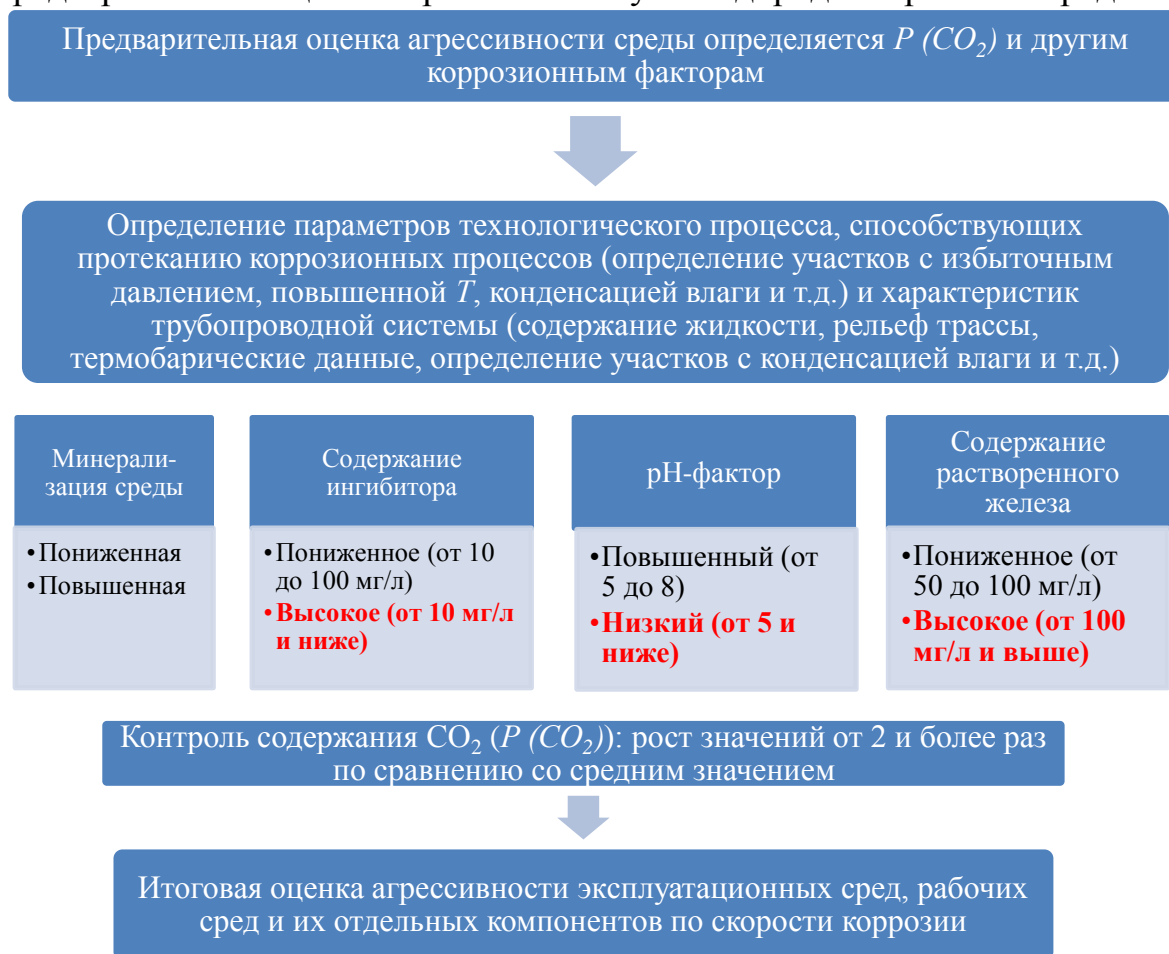 Предварительная оценка агрессивности среды определяется P (CO₂) и другим
коррозионным факторам
Определение параметров технологического процесса, способствующих
протеканию коррозионных процессов (определение участков с избыточным
давлением, повышенной T, конденсацией влаги и т.д.) и характеристик
трубопроводной системы (содержание жидкости, рельеф трассы,
термобарические данные, определение участков с конденсацией влаги и т.д.)
Минерали-
зация среды
•Пониженная
•Повышенная
Содержание
ингибитора
•Пониженное (от 10
до 100 мг/л)
•Высокое (от 10 мг/л
и ниже)
pH-фактор
•Повышенный (от
5 до 8)
•Низкий (от 5 и
ниже)
Содержание
растворенного
железа
•Пониженное (от
50 до 100 мг/л)
•Высокое (от 100
мг/л и выше)
Контроль содержания CO₂ (P (CO₂)): рост значений от 2 и более раз
по сравнению со средним значением
Итоговая оценка агрессивности эксплуатационных сред, рабочих
сред и их отдельных компонентов по скорости коррозии